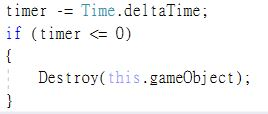 timer -= Time.deltaTime;
if (timer <= 0)
{
    Destroy(this.gameObject);
}